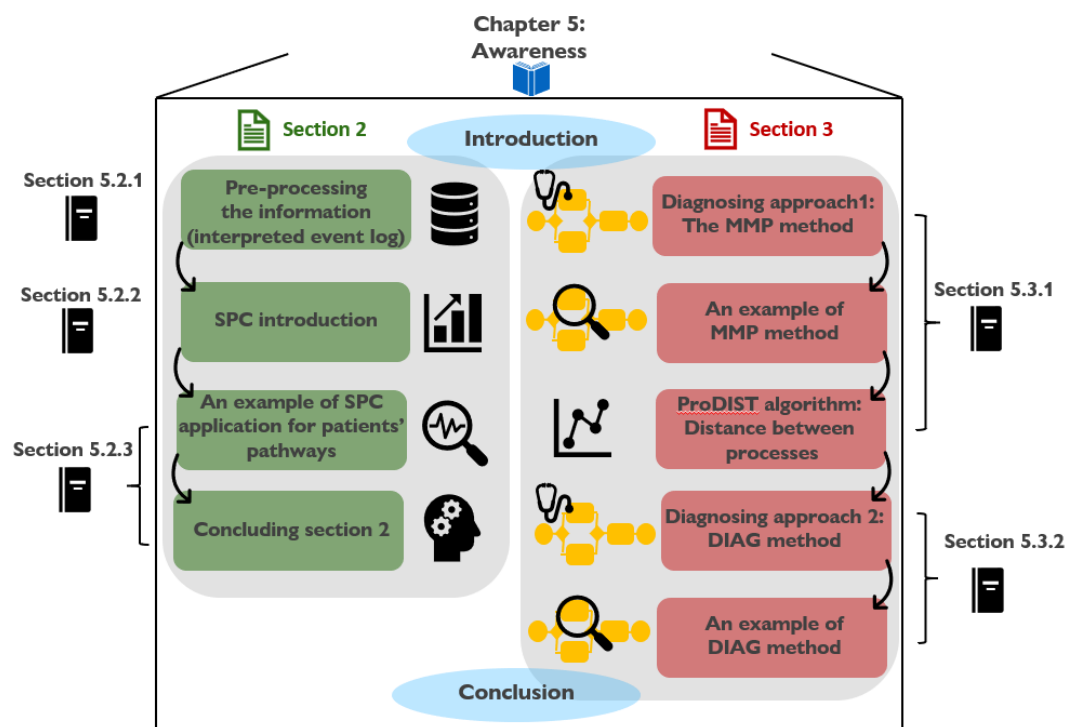 Chapter 5:
Awareness
Section 2
Introduction
Section 3
Section 5.2.1
Pre-processing
the information
(interpreted event log)
Section 5.2.2
SPC introduction
Section 5.2.3
An example of SPC
application for patients'
pathways
Concluding section 2
Diagnosing approach1:
The MMP method
An example of
MMP method
ProDIST algorithm:
Distance between
processes
Section 5.3.1
Diagnosing approach 2:
DIAG method
An example of
DIAG method
Section 5.3.2
Conclusion